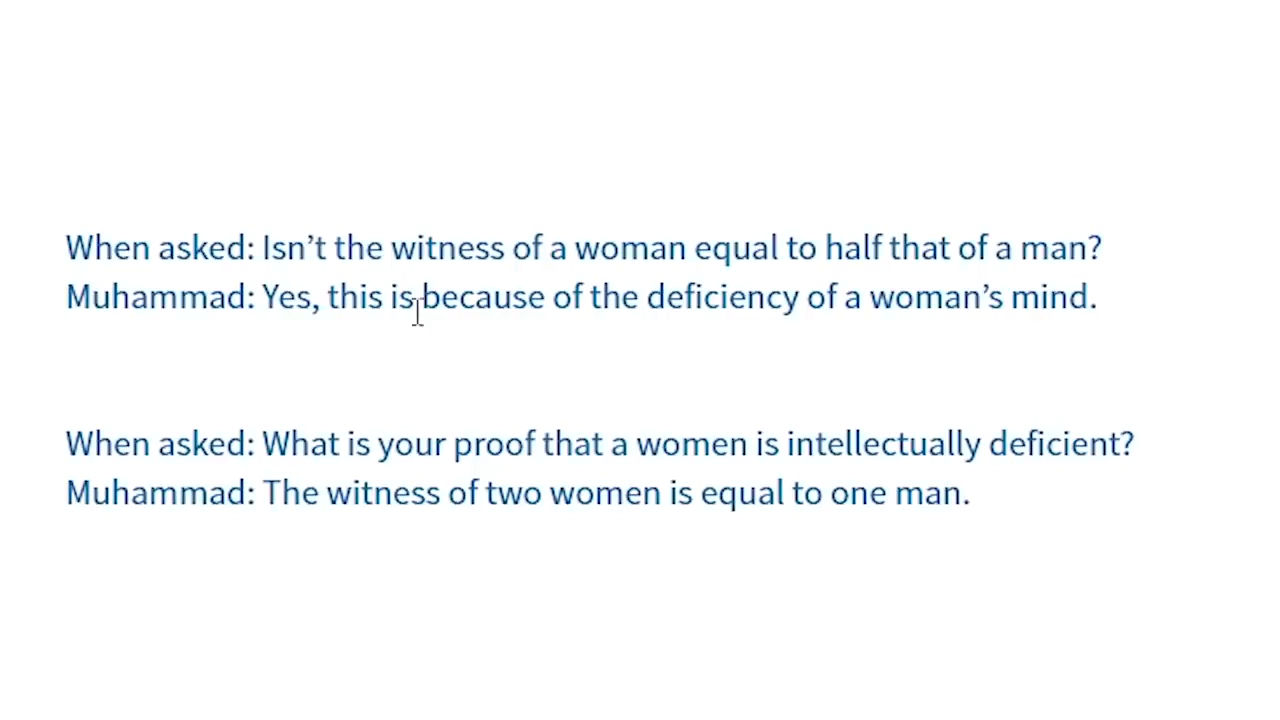 When asked: Isn’t the witness of a woman equal to half that of a man?
Muhammad: Yes, this is because of the deficiency of a woman’s mind.
When asked: What is your proof that a women is intellectually deficient?
Muhammad: The witness of two women is equal to one man.